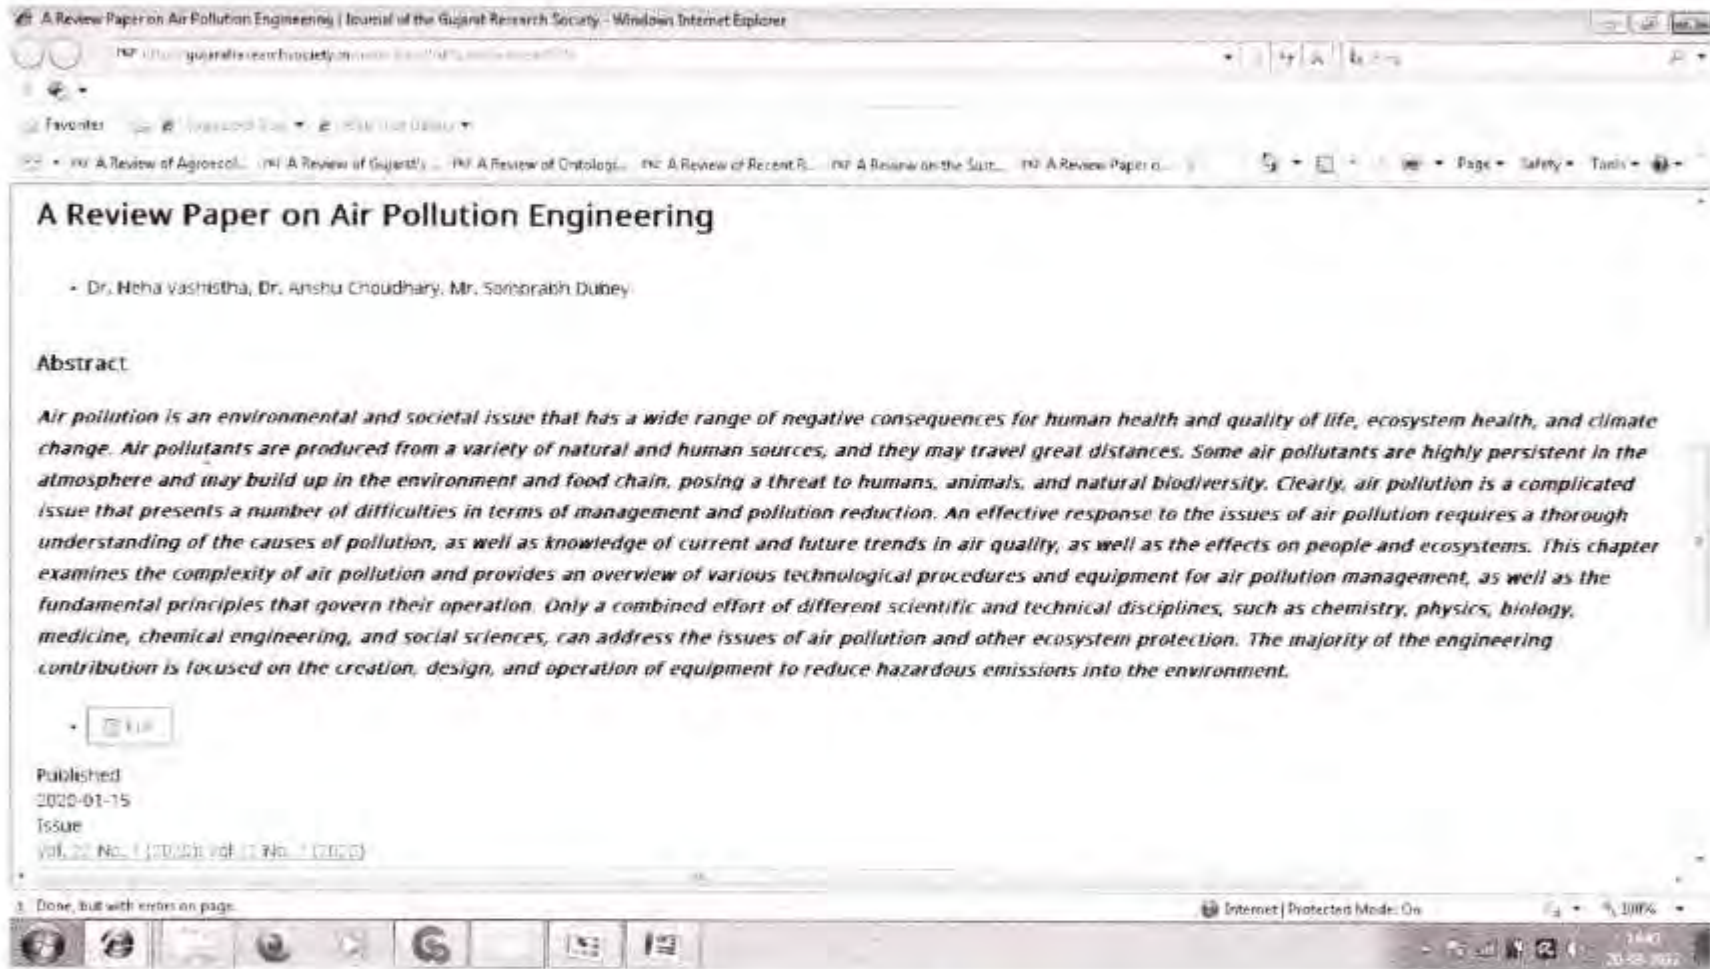 A Review Paper on Air Pollution Engineering | Journal of the Gujarat Research Society - Windows Internet Explorer
Favorites
A Review of Agroecol... A Review of Gujarat's ... A Review of Ontologi... A Review of Recent R... A Review on the Sust... A Review Paper o... Page Safety Tools
A Review Paper on Air Pollution Engineering
• Dr. Neha Vashistha, Dr. Anshu Choudhary, Mr. Somprabh Dubey
Abstract
Air pollution is an environmental and societal issue that has a wide range of negative consequences for human health and quality of life, ecosystem health, and climate
change. Air pollutants are produced from a variety of natural and human sources, and they may travel great distances. Some air pollutants are highly persistent in the
atmosphere and may build up in the environment and food chain, posing a threat to humans, animals, and natural biodiversity. Clearly, air pollution is a complicated
issue that presents a number of difficulties in terms of management and pollution reduction. An effective response to the issues of air pollution requires a thorough
understanding of the causes of pollution, as well as knowledge of current and future trends in air quality, as well as the effects on people and ecosystems. This chapter
examines the complexity of air pollution and provides an overview of various technological procedures and equipment for air pollution management, as well as the
fundamental principles that govern their operation. Only a combined effort of different scientific and technical disciplines, such as chemistry, physics, biology,
medicine, chemical engineering, and social sciences, can address the issues of air pollution and other ecosystem protection. The majority of the engineering
contribution is focused on the creation, design, and operation of equipment to reduce hazardous emissions into the environment.
Published
2020-01-15
Issue
Done, but with errors on page. Internet | Protected Mode: On 100%